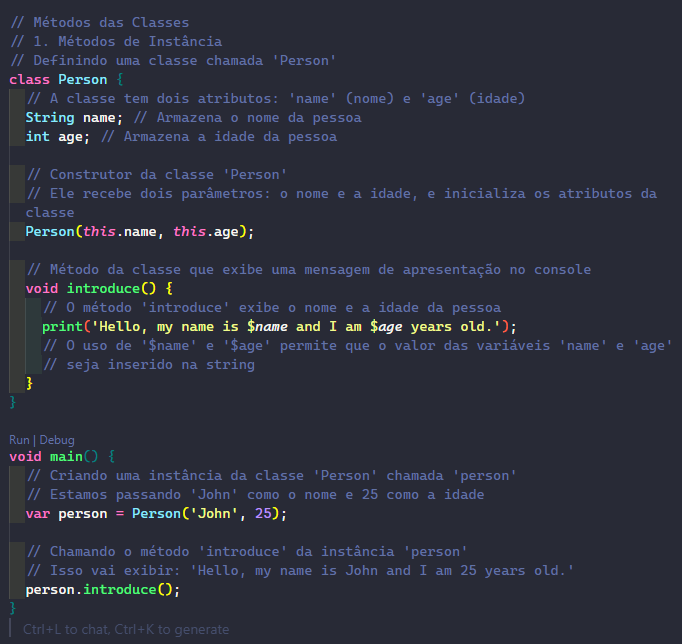 // Métodos das Classes
// 1. Métodos de Instância
// Definindo uma classe chamada 'Person'
class Person {
// A classe tem dois atributos: 'name' (nome) e 'age' (idade)
String name; // Armazena o nome da pessoa
int age; // Armazena a idade da pessoa
// Construtor da classe 'Person'
// Ele recebe dois parâmetros: o nome e a idade, e inicializa os atributos da
classe
Person(this.name, this.age);
// Método da classe que exibe uma mensagem de apresentação no console
void introduce() {
// O método 'introduce' exibe o nome e a idade da pessoa
print('Hello, my name is $name and I am $age years old.');
// O uso de '$name' e '$age' permite que o valor das variáveis 'name' e 'age'
// seja inserido na string
}
}
Run | Debug
void main() {
// Criando uma instância da classe 'Person' chamada 'person'
// Estamos passando 'John' como o nome e 25 como a idade
var person = Person('John', 25);
// Chamando o método 'introduce' da instância 'person'
// Isso vai exibir: 'Hello, my name is John and I am 25 years old.'
person.introduce();
}
Ctrl+L to chat, Ctrl+K to generate